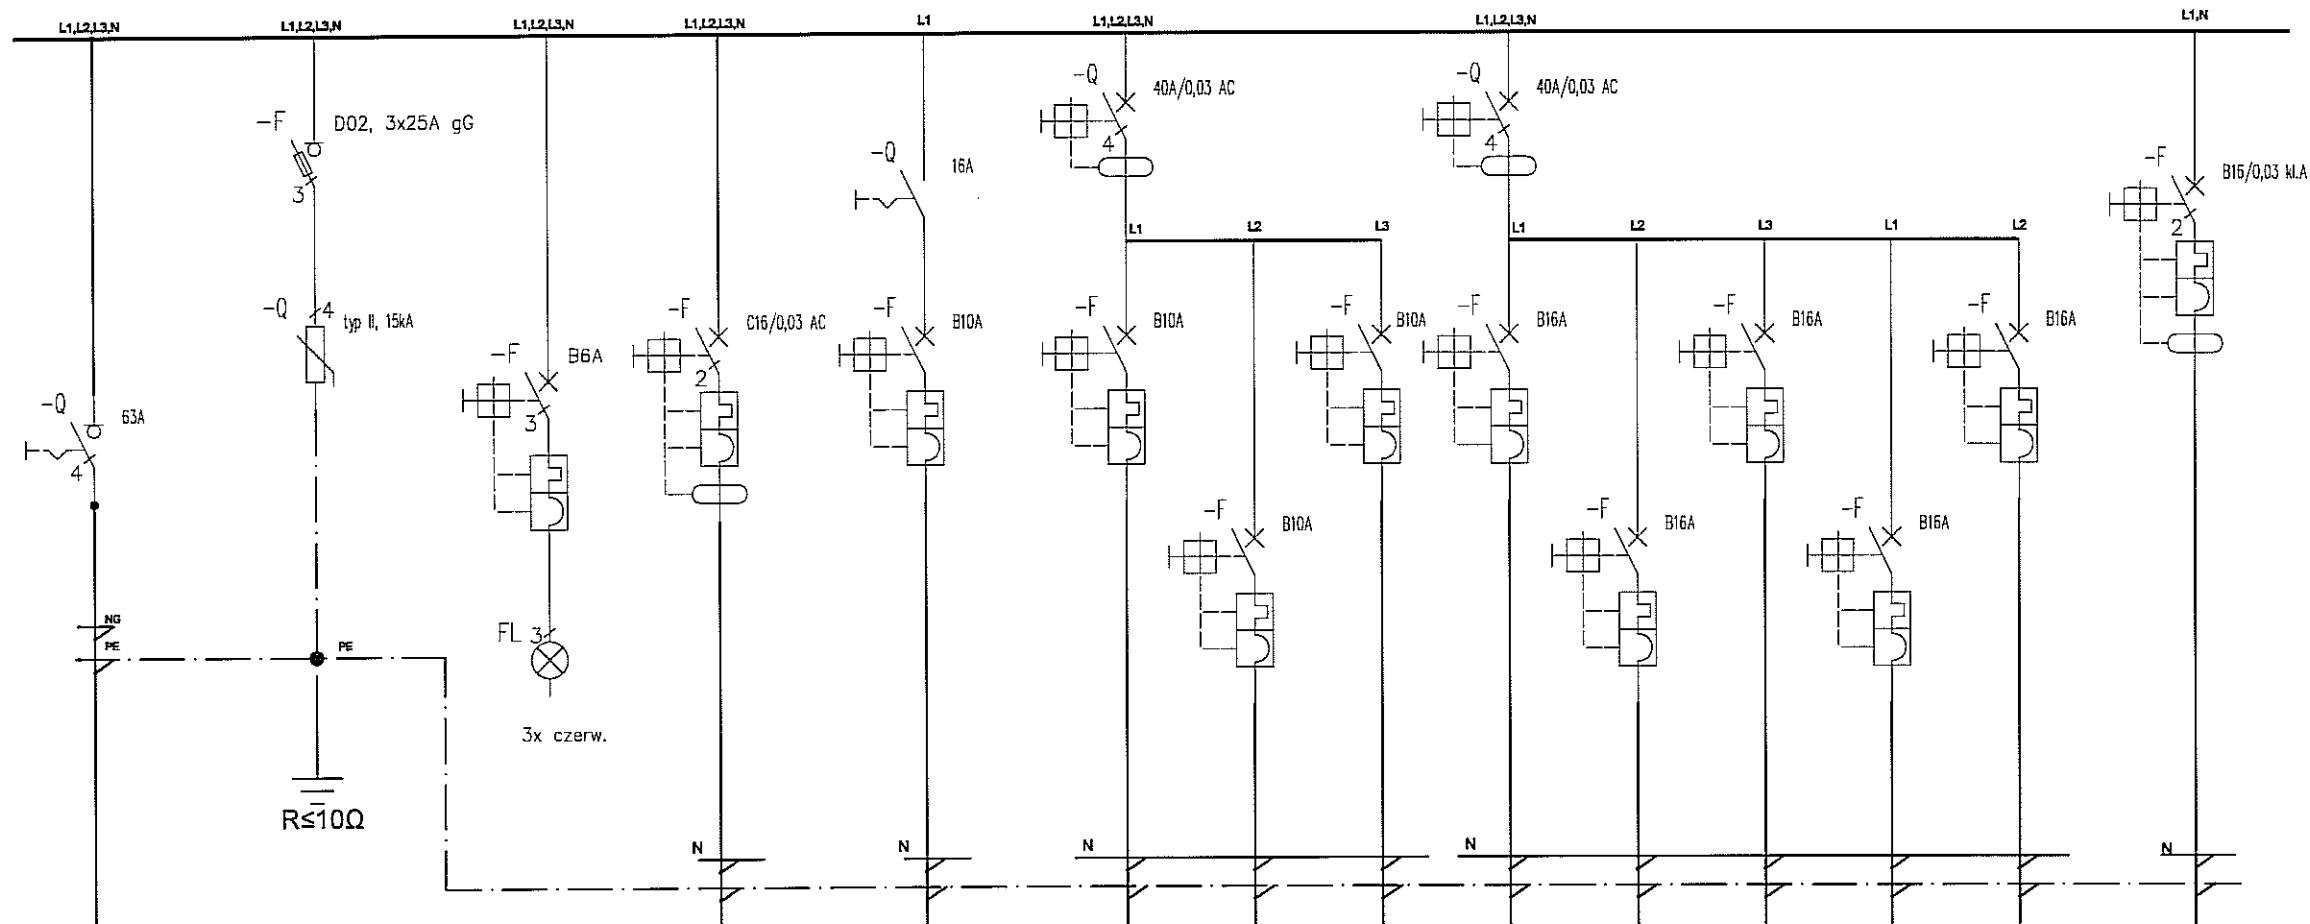 L1,L2,L3,N
L1,L2,L3,N
L1,L2,L3,N
L1,L2,L3,N
L1
L1,L2,L3,N
L1,L2,L3,N
L1,N
-Q
40A/0,03 AC
4
-Q
40A/0,03 AC
4
-F
D02, 3x25A gG
3
-Q
16A
-F
B16/0,03 kl.A
2
L1
L2
L3
L1
L2
L3
L1
L2
-Q
4
typ II, 15kA
-F
B6A
3
-F
C16/0,03 AC
2
-F
B10A
-F
B10A
-F
B10A
-F
B16A
-F
B16A
-F
B16A
-Q
63A
4
-F
B10A
-F
B16A
-F
B16A
NG
PE
PE
FL
3
3x czerw.
R≤10Ω
N
N
N
N
N